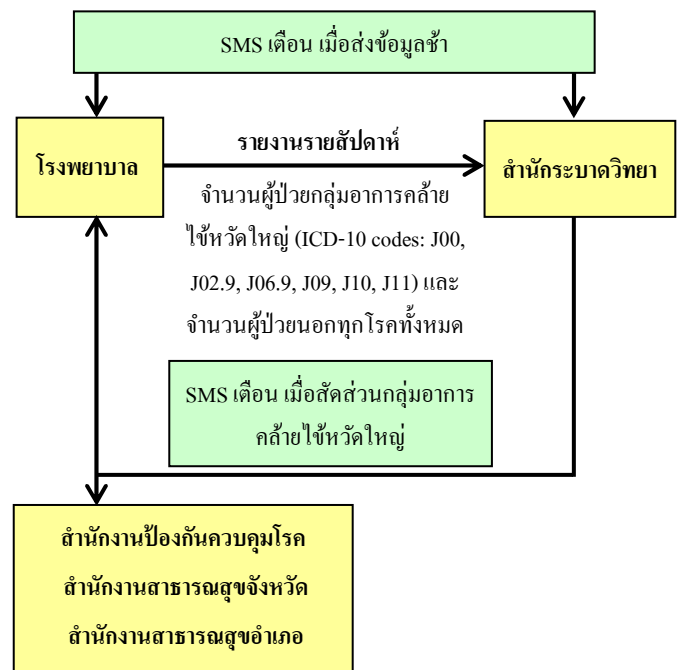 SMS เตือน เมื่อส่งข้อมูลช้า
โรงพยาบาล
รายงานรายสัปดาห์
สำนักระบาดวิทยา
จำนวนผู้ป่วยกลุ่มอาการคล้าย
ไข้หวัดใหญ่ (ICD-10 codes: J00,
J02.9, J06.9, J09, J10, J11) และ
จำนวนผู้ป่วยนอกทุกโรคทั้งหมด
SMS เตือน เมื่อสัดส่วนกลุ่มอาการ
คล้ายไข้หวัดใหญ่
สำนักงานป้องกันควบคุมโรค
สำนักงานสาธารณสุขจังหวัด
สำนักงานสาธารณสุขอำเภอ